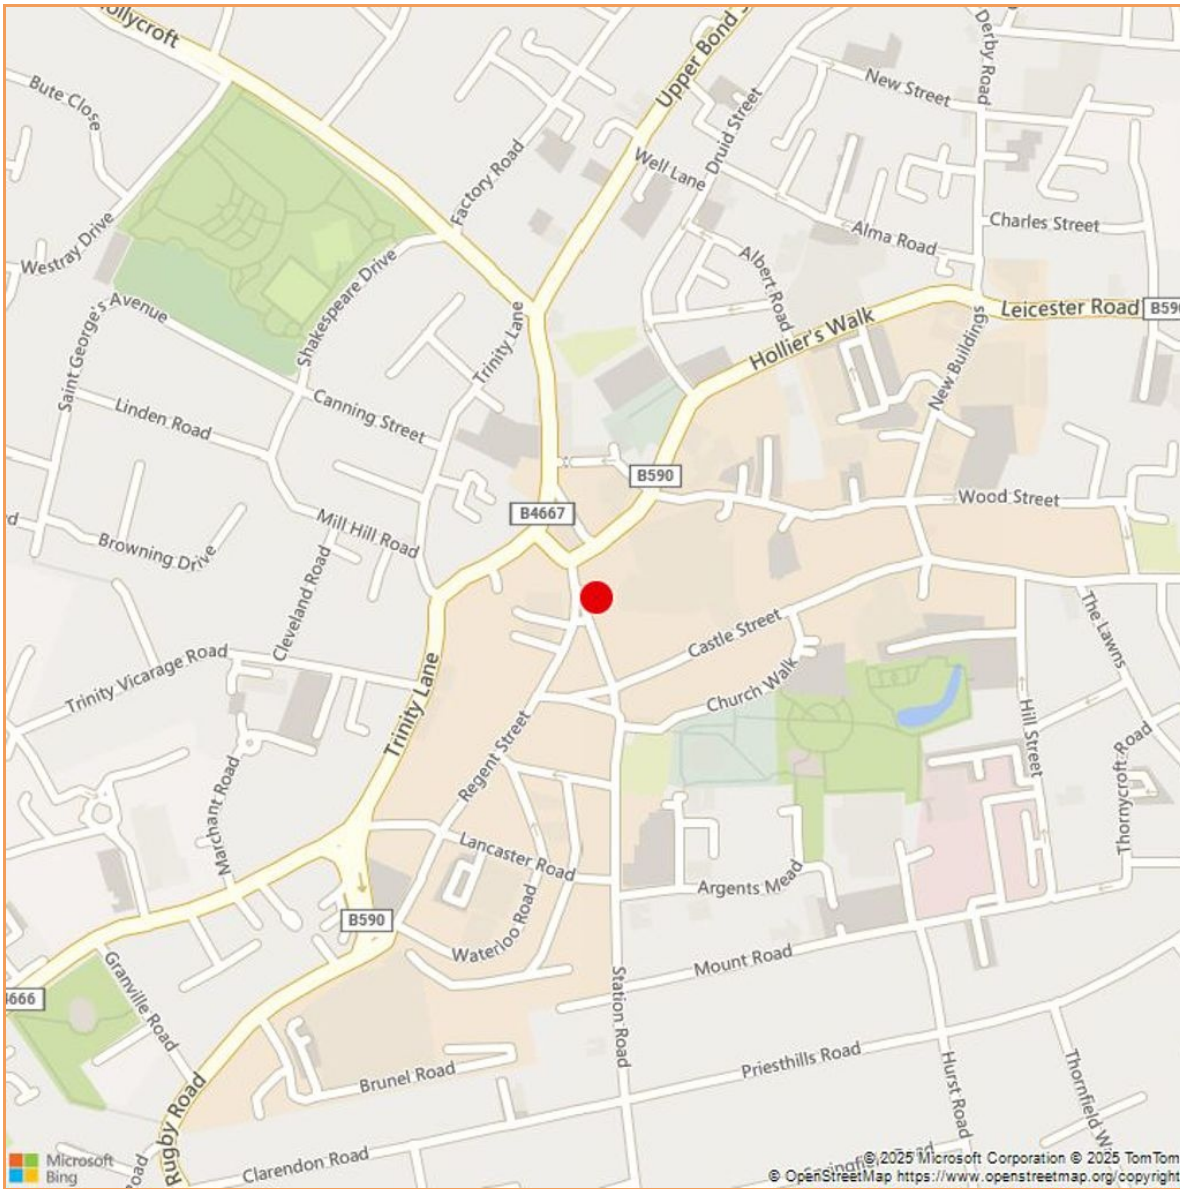 ollycroft
Upper Bond S
Derby Road
Bute Close
New Street
Druid Street
Factory Road
Well Lane
Westray Drive
Charles Street
Alma Road
Albert Road
Shakespeare Drive
Saint George's Avenue
Trinity Lane
Hollier's Walk
Leicester Road
B590
New Buildings
Linden Road
Canning Street
B590
Wood Street
B4667
Mill Hill Road
Browning Drive
Cleveland Road
The Lawns
Castle Street
Trinity Vicarage Road
Church Walk
Trinity Lane
Regent Street
Hill Street
Thornycroft Road
Marchant Road
Lancaster Road
Argents Mead
B590
Waterloo Road
Mount Road
Granville Road
4666
Station Road
Priesthills Road
Brunel Road
Hurst Road
Thornfield W
Rugby Road
Road
Clarendon Road
Microsoft
Bing
© 2025 Microsoft Corporation © 2025 TomTom
© OpenStreetMap https://www.openstreetmap.org/copyright